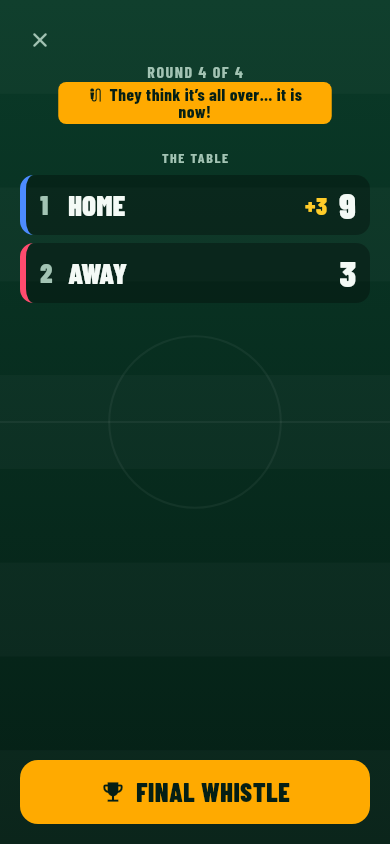 ROUND 4 OF 4
They think it's all over... it is
now!
THE TABLE
1 HOME +3 9
2 AWAY 3
FINAL WHISTLE